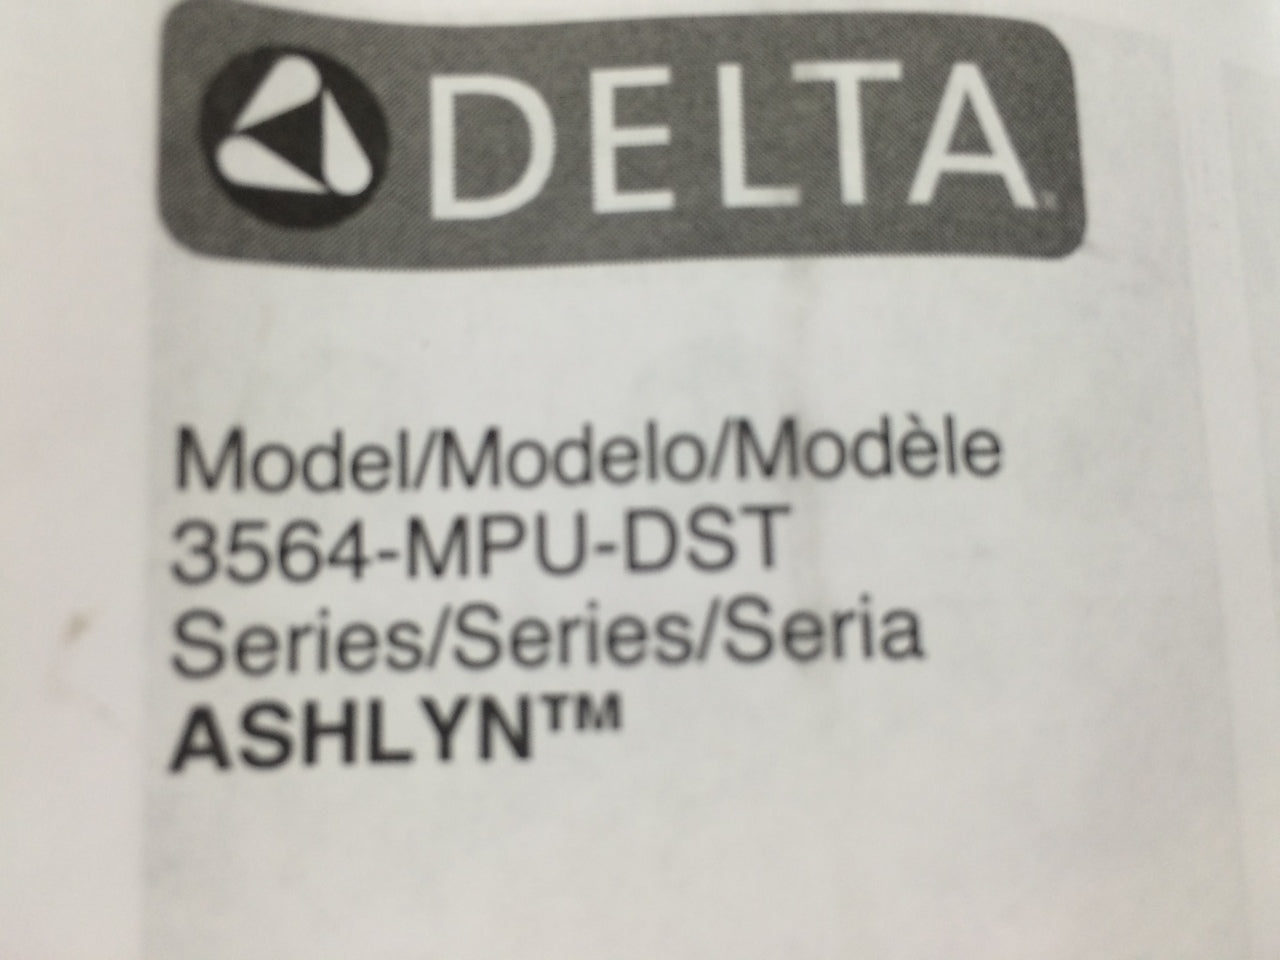 DELTA
Model/Modelo/Modèle
3564-MPU-DST
Series/Series/Seria
ASHLYN™